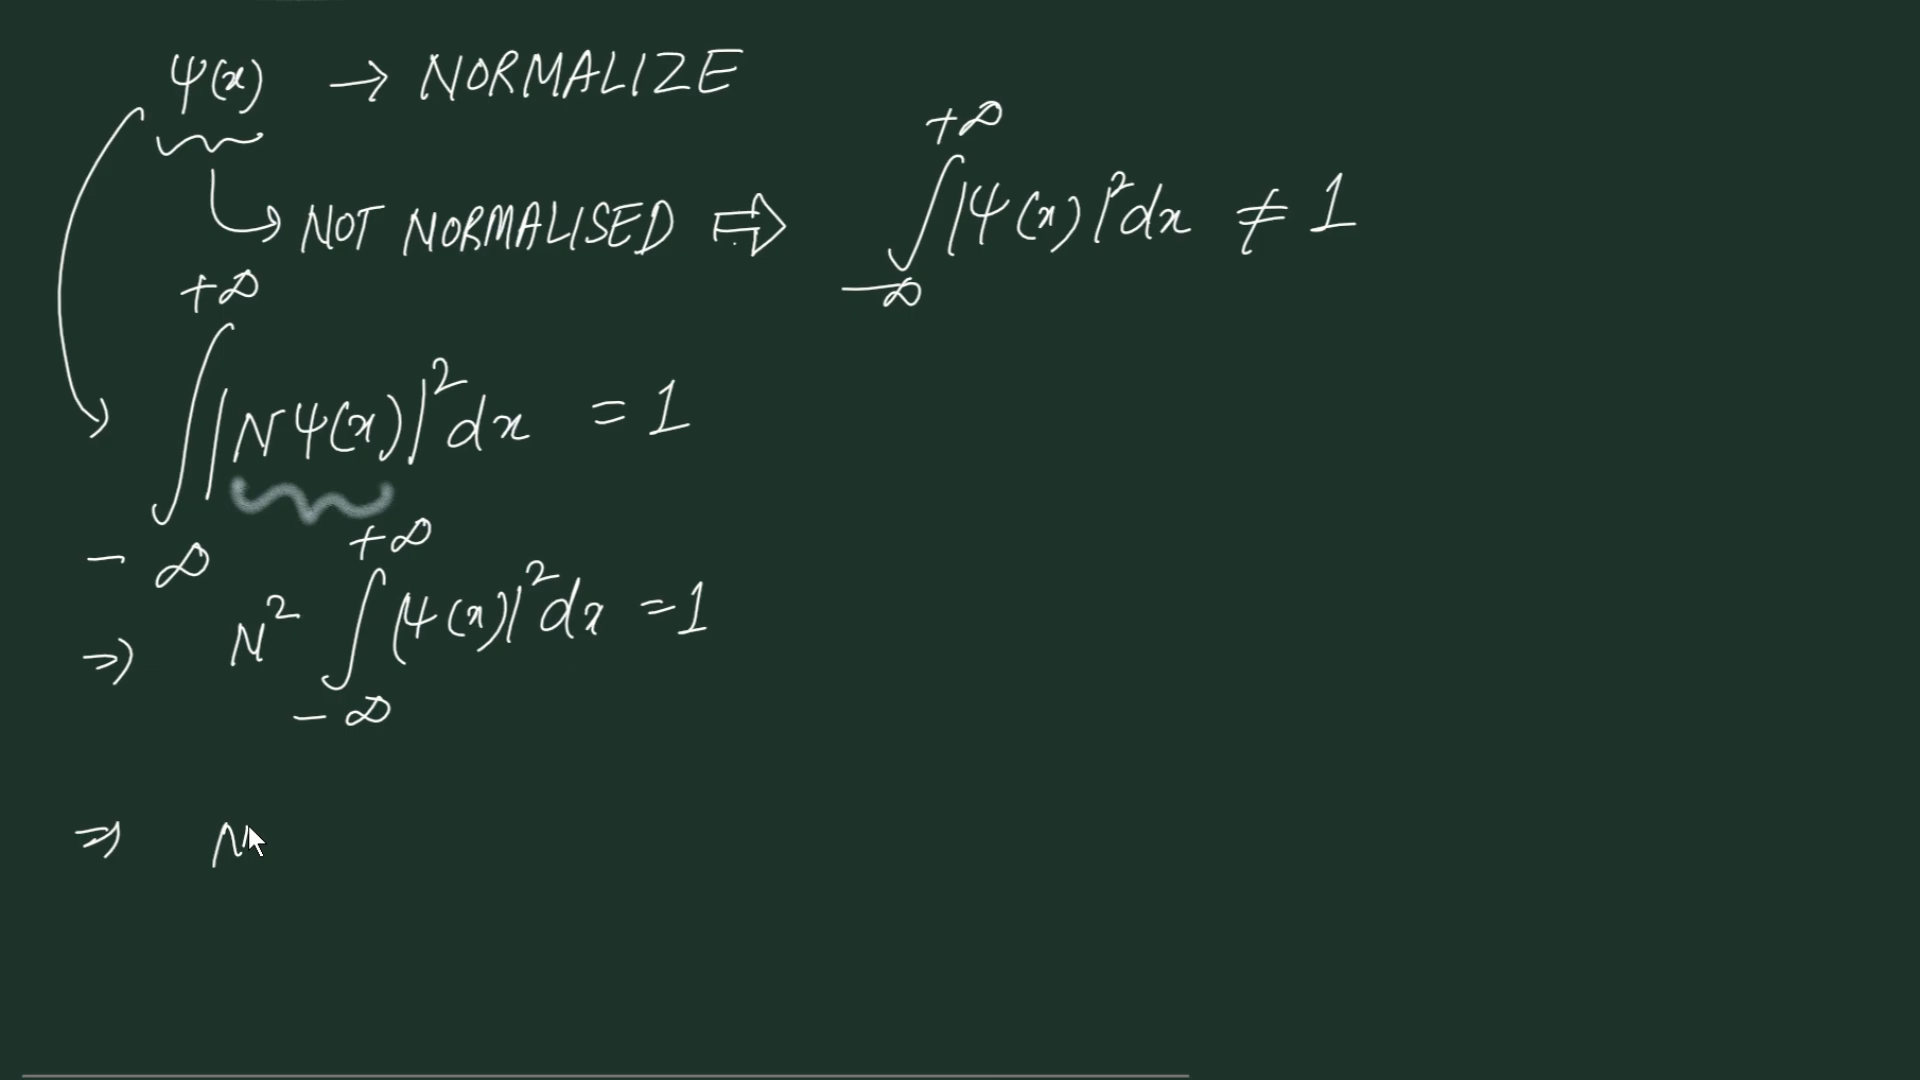 ψ(x) → NORMALIZE
NOT NORMALISED ⇨ ∫_{-∞}^{+∞} |ψ(x)|² dx ≠ 1
∫_{-∞}^{+∞} |Nψ(x)|² dx = 1
⇒ N² ∫_{-∞}^{+∞} |ψ(x)|² dx = 1
⇒ N